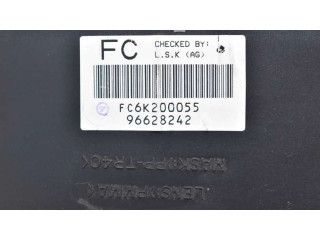 FC
CHECKED BY:
L.S.K (AG)
FC6K200055
96628242